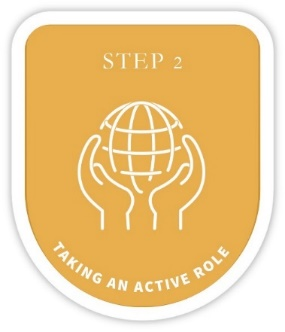 STEP 2
TAKING AN ACTIVE ROLE